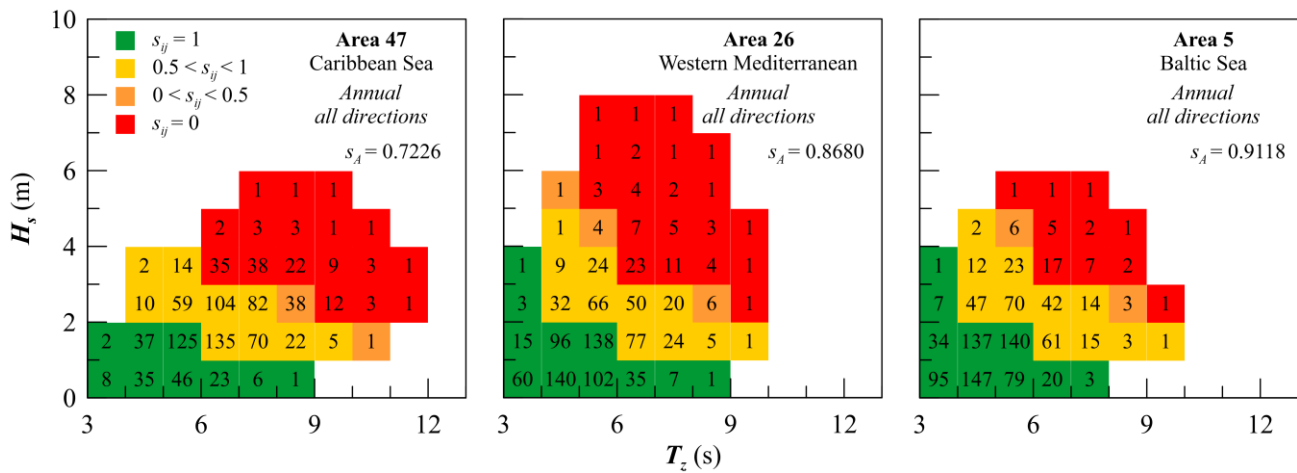 10
8
6
4
2
0
H_s (m)
s_ij = 1
0.5 < s_ij < 1
0 < s_ij < 0.5
s_ij = 0
Area 47
Caribbean Sea
Annual
all directions
s_A = 0.7226
1 1 1
2 3 3 1 1
2 14 35 38 22 9 3 1
10 59 104 82 38 12 3 1
2 37 125 135 70 22 5 1
8 35 46 23 6 1
3 6 9 12
Area 26
Western Mediterranean
Annual
all directions
s_A = 0.8680
1 1 1
1 2 1 1
1 3 4 2 1
1 4 7 5 3 1
1 9 24 23 11 4 1
3 32 66 50 20 6 1
15 96 138 77 24 5 1
60 140 102 35 7 1
3 6 9 12
T_z (s)
Area 5
Baltic Sea
Annual
all directions
s_A = 0.9118
1 1 1
2 6 5 2 1
1 12 23 17 7 2
7 47 70 42 14 3 1
34 137 140 61 15 3 1
95 147 79 20 3
3 6 9 12